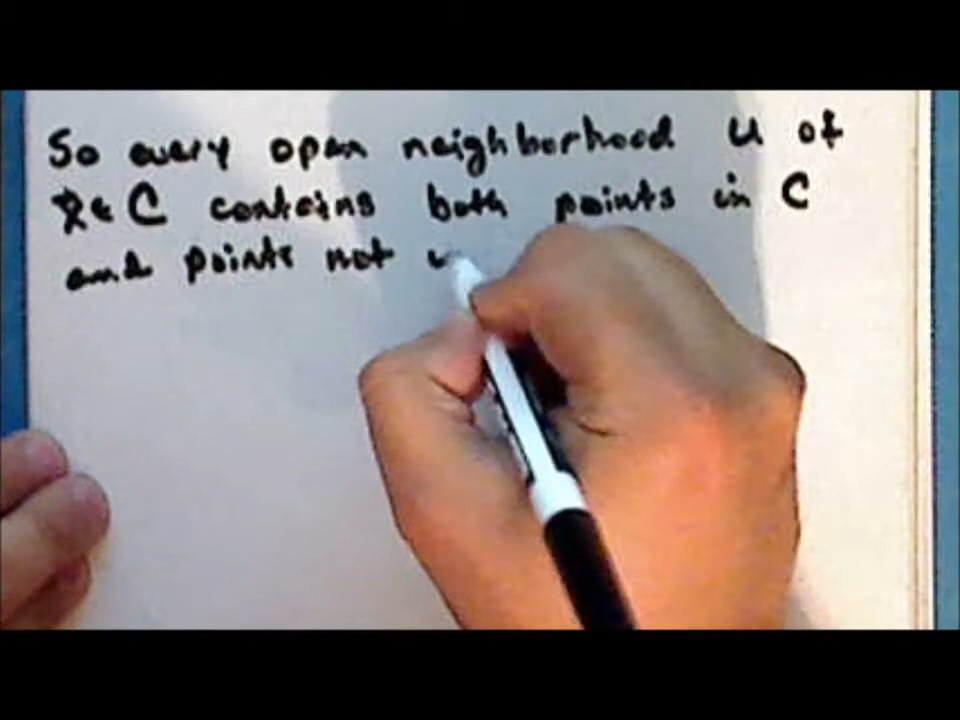 So every open neighborhood U of
x ∈ C contains both points in C
and points not